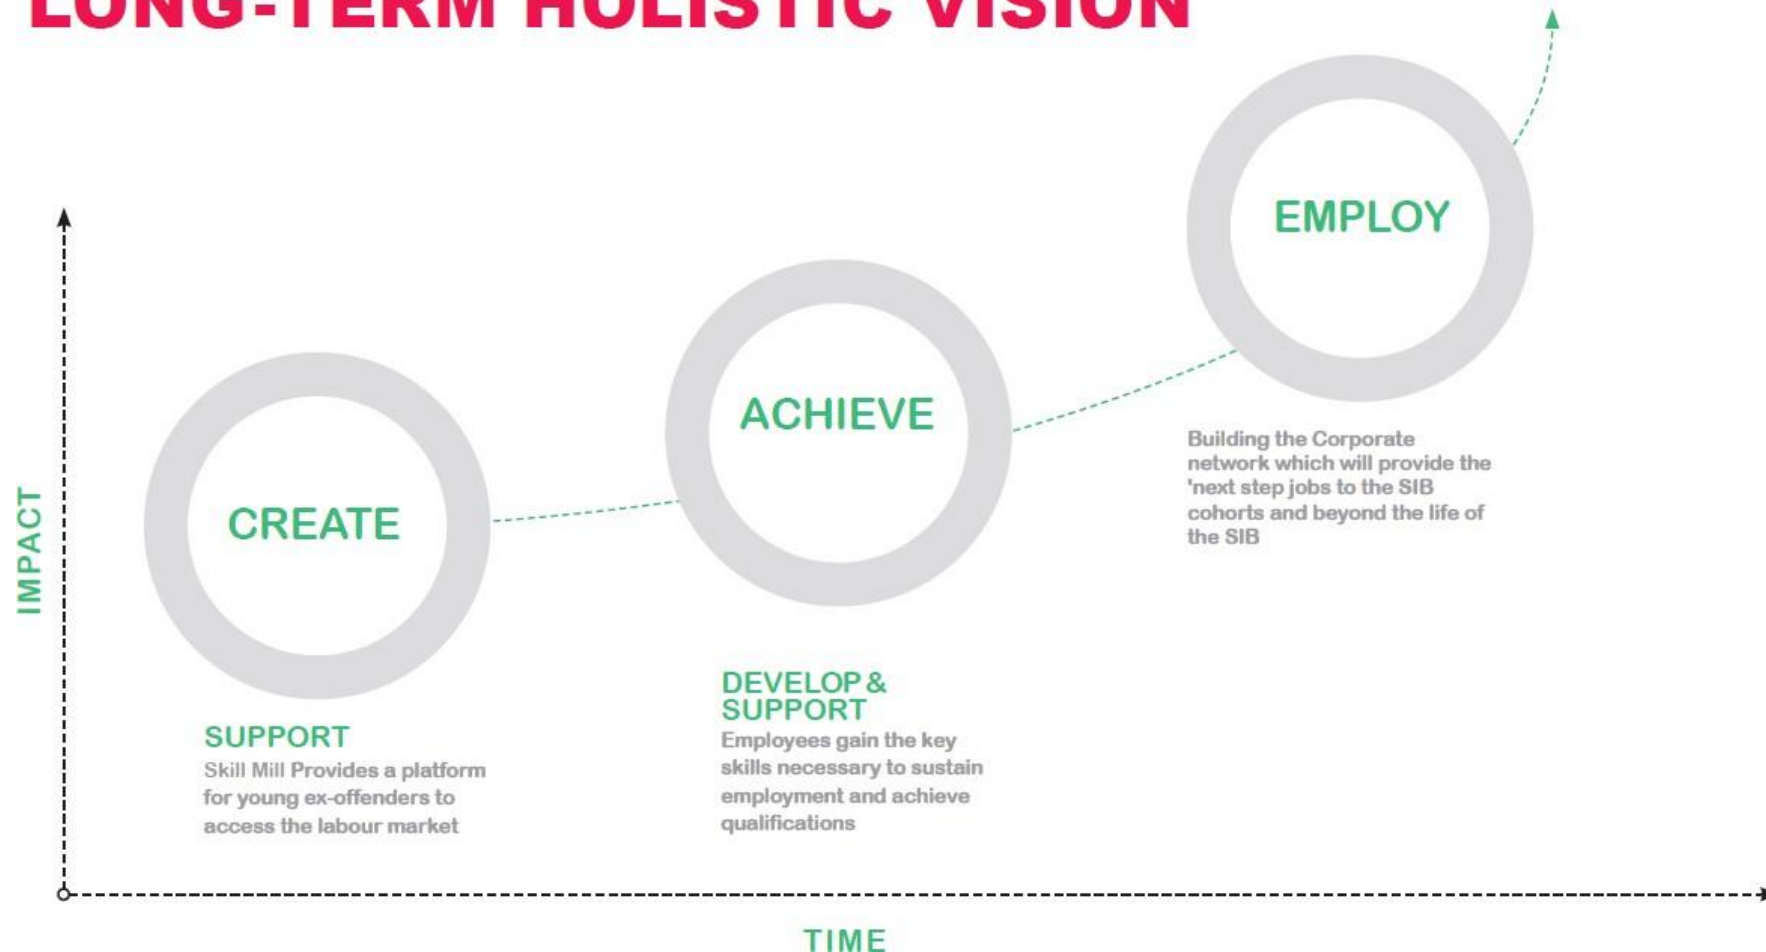 LONG-TERM HOLISTIC VISION
EMPLOY
ACHIEVE
CREATE
Building the Corporate
network which will provide the
'next step jobs to the SIB
cohorts and beyond the life of
the SIB
IMPACT
SUPPORT
Skill Mill Provides a platform
for young ex-offenders to
access the labour market
DEVELOP &
SUPPORT
Employees gain the key
skills necessary to sustain
employment and achieve
qualifications
TIME